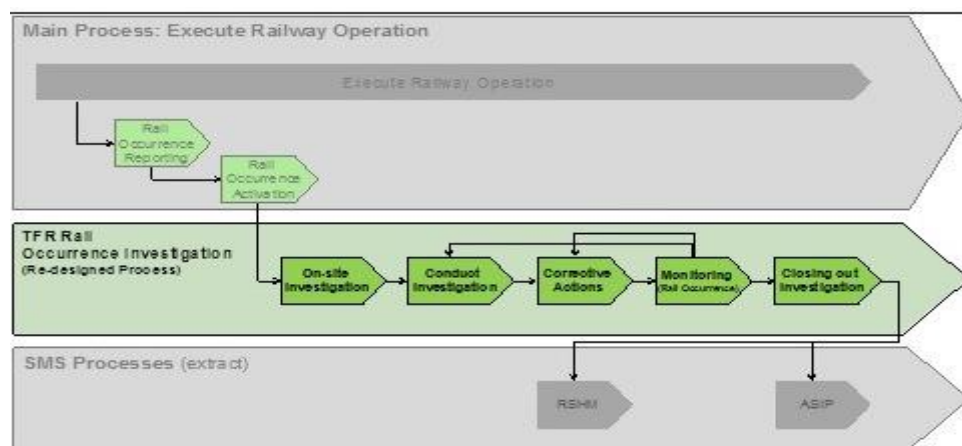 Main Process: Execute Railway Operation
Execute Railway Operation
Rail
Occurrence
Reporting
Rail
Occurrence
Activation
TFR Rail
Occurrence Investigation
(Re-designed Process)
On-site
Investigation
Conduct
Investigation
Corrective
Actions
Monitoring
(Rail Occurrence)
Closing out
Investigation
SMS Processes (extract)
RSHM
ASIP